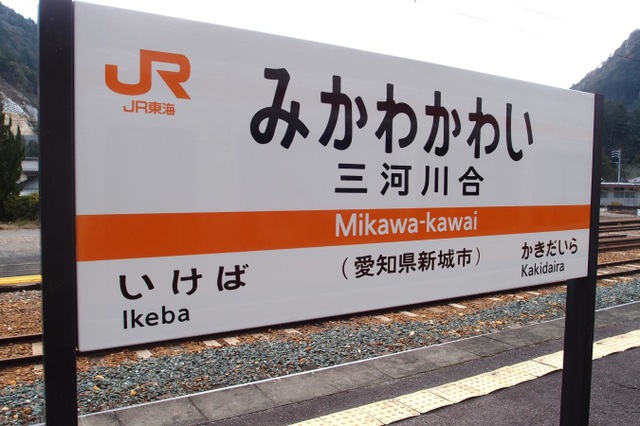 JR
JR東海
みかわかわい
三河川合
Mikawa-kawai
（愛知県新城市）
いけば
Ikeba
かきだいら
Kakidaira